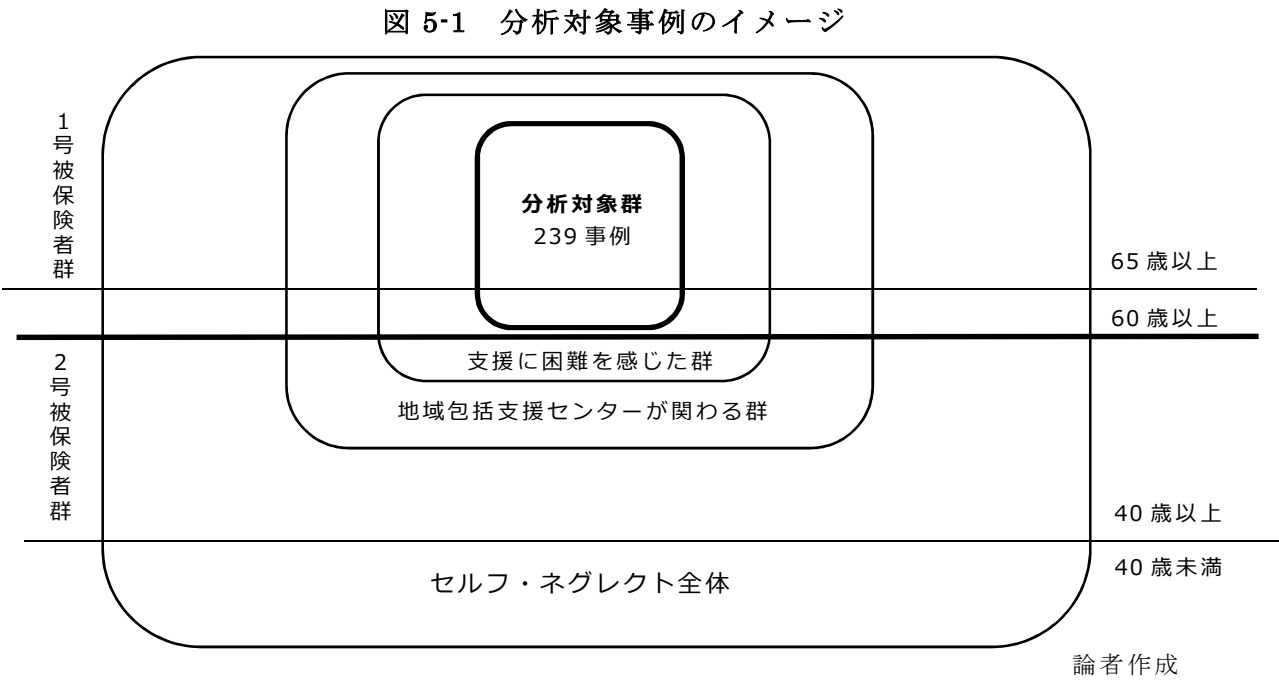 図 5-1 分析対象事例のイメージ
1号被保険者群
分析対象群
239 事例
65 歳以上
60 歳以上
2号被保険者群
支援に困難を感じた群
地域包括支援センターが関わる群
40 歳以上
セルフ・ネグレクト全体
40 歳未満
論者作成